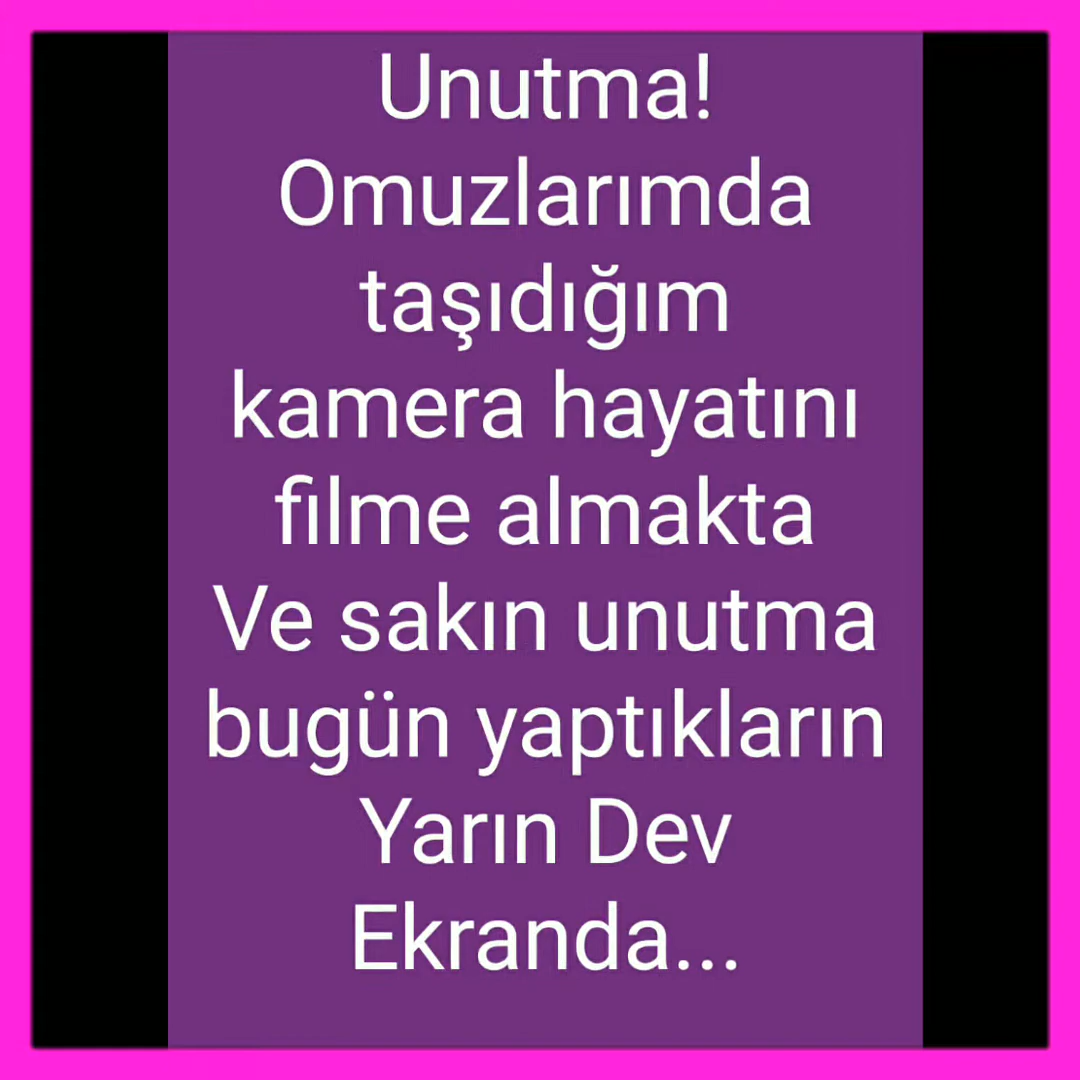 Unutma!
Omuzlarımda
taşıdığım
kamera hayatını
filme almakta
Ve sakın unutma
bugün yaptıkların
Yarın Dev
Ekranda...